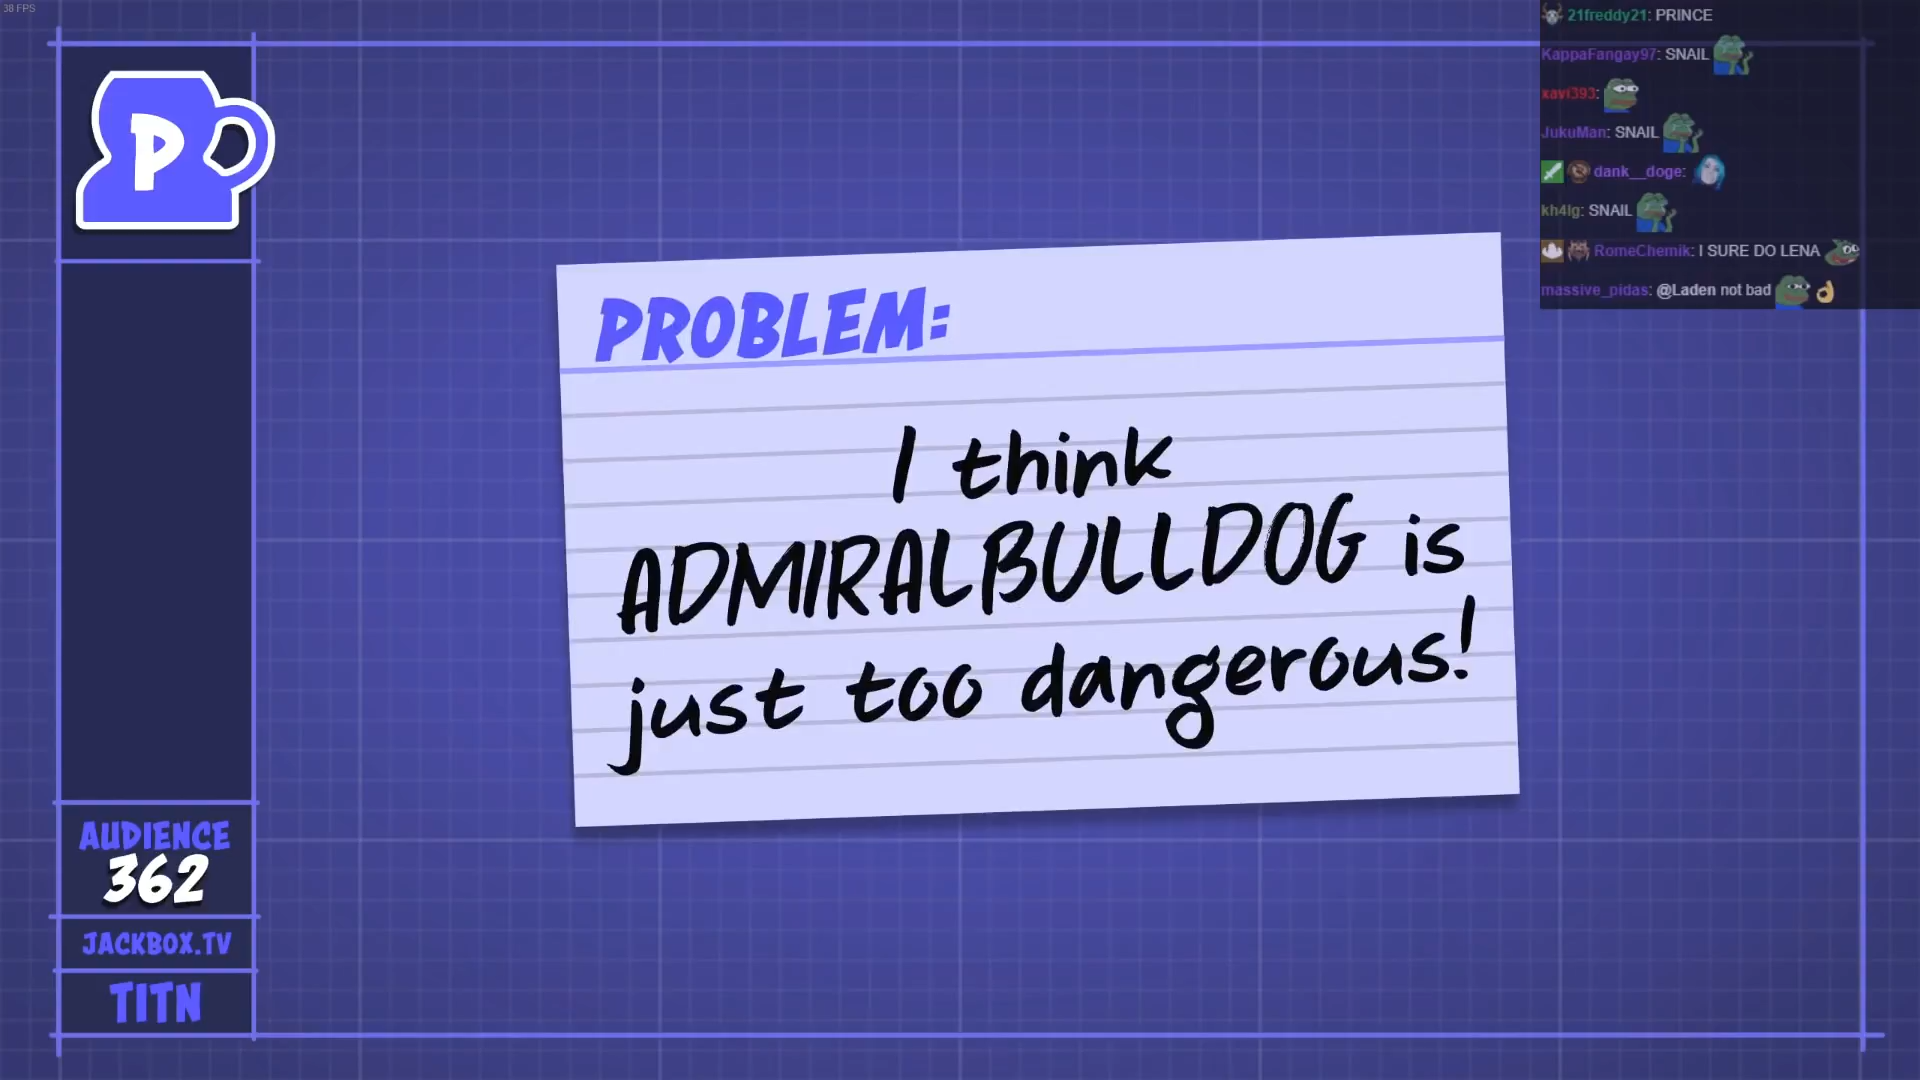 38 FPS
P
PROBLEM:
I think
ADMIRALBULLDOG is
just too dangerous!
AUDIENCE
362
JACKBOX.TV
TITN
21freddy21: PRINCE
KappaFangay97: SNAIL
xavi393:
JukuMan: SNAIL
dank__doge:
kh4lg: SNAIL
RomeChemik: I SURE DO LENA
massive_pidas: @Laden not bad